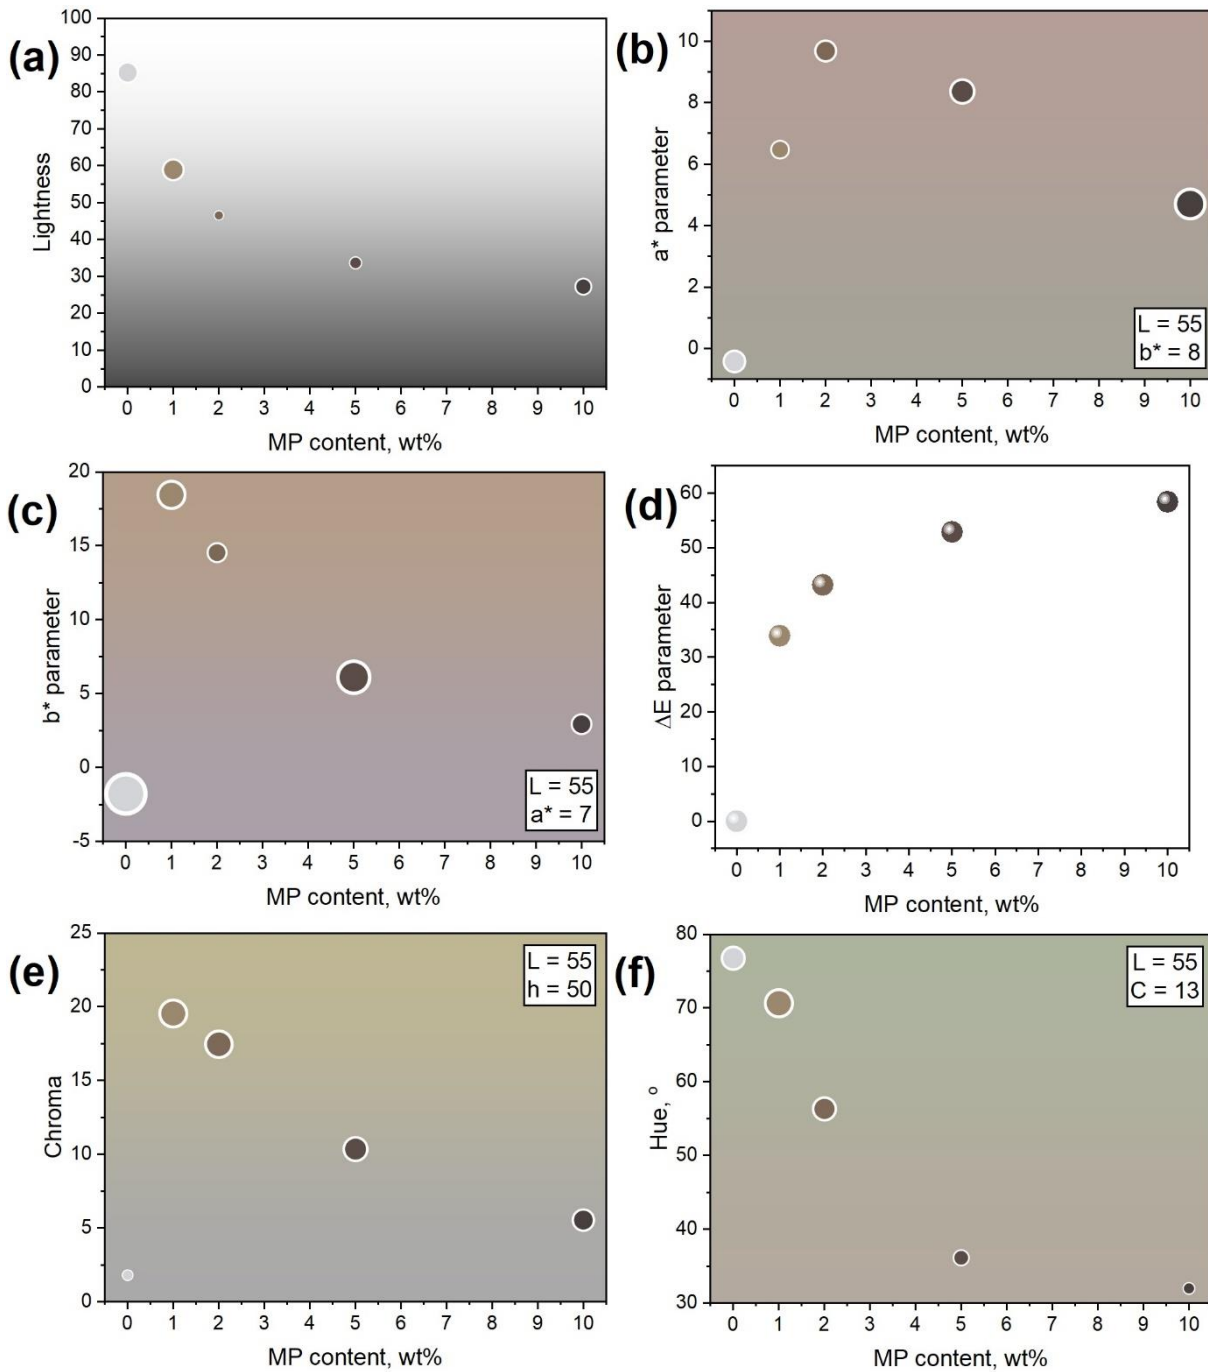 (a)
100
90
80
70
60
50
40
30
20
10
0
Lightness
0 1 2 3 4 5 6 7 8 9 10
MP content, wt%
(b)
10
8
6
4
2
0
a* parameter
L = 55
b* = 8
0 1 2 3 4 5 6 7 8 9 10
MP content, wt%
(c)
20
15
10
5
0
-5
b* parameter
L = 55
a* = 7
0 1 2 3 4 5 6 7 8 9 10
MP content, wt%
(d)
60
50
40
30
20
10
0
ΔE parameter
0 1 2 3 4 5 6 7 8 9 10
MP content, wt%
(e)
25
20
15
10
5
0
Chroma
L = 55
h = 50
0 1 2 3 4 5 6 7 8 9 10
MP content, wt%
(f)
80
70
60
50
40
30
Hue, °
L = 55
C = 13
0 1 2 3 4 5 6 7 8 9 10
MP content, wt%